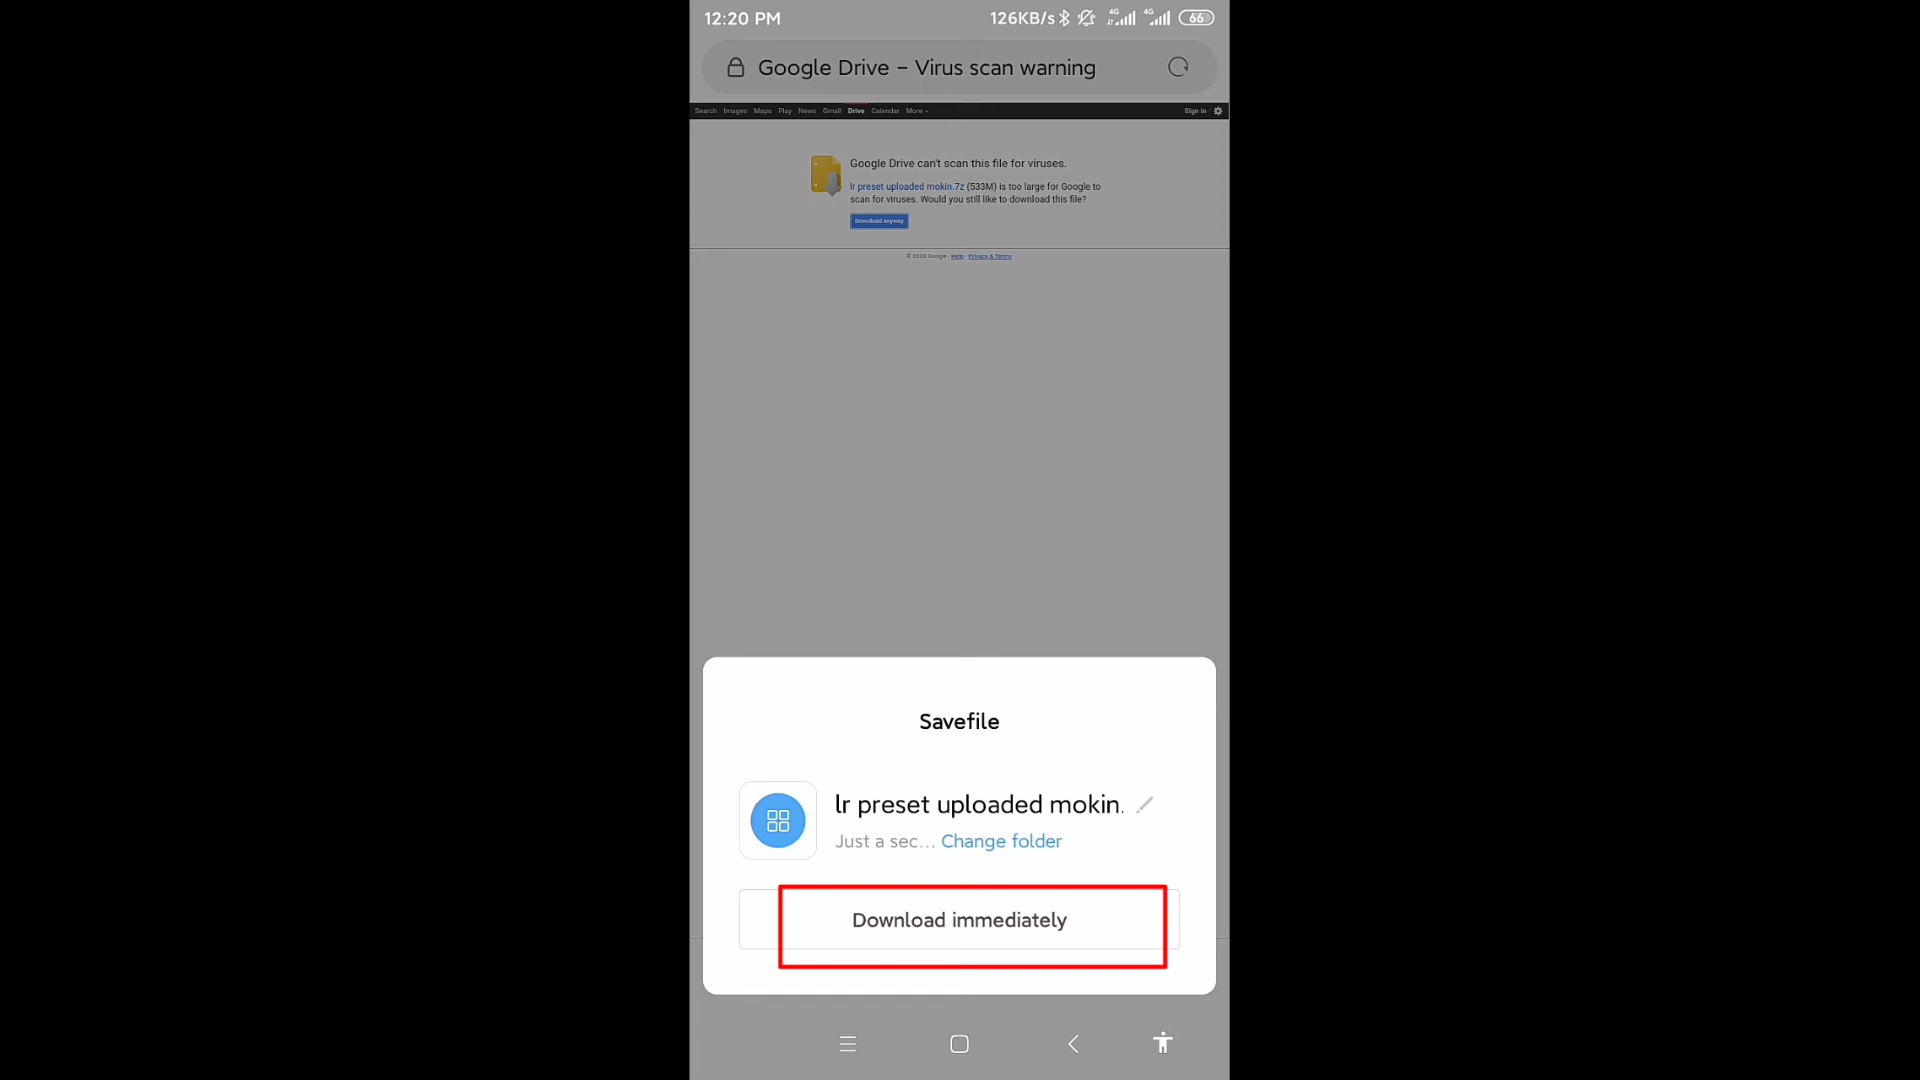 12:20 PM 126KB/s 4G 4G 66
Google Drive – Virus scan warning
Search Images Maps Play News Gmail Drive Calendar More Sign in
Google Drive can't scan this file for viruses.
lr preset uploaded mokin.7z (533M) is too large for Google to
scan for viruses. Would you still like to download this file?
Download anyway
© 2020 Google - Help - Privacy & Terms
Savefile
lr preset uploaded mokin.
Just a sec... Change folder
Download immediately